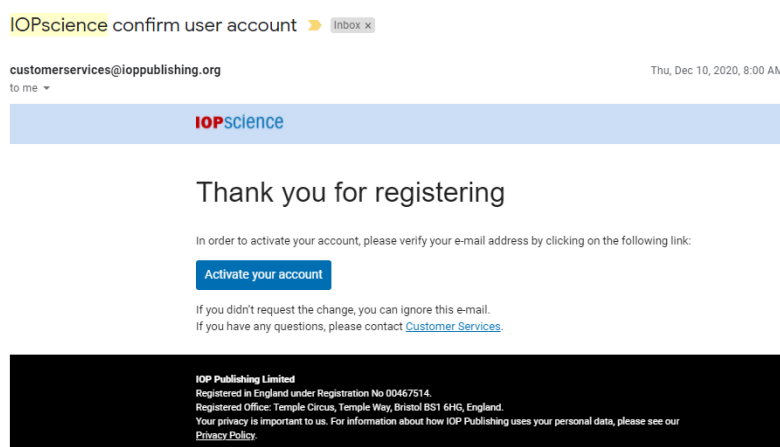 IOPscience confirm user account Inbox x
customerservices@ioppublishing.org Thu, Dec 10, 2020, 8:00 AM
to me
IOPscience
Thank you for registering
In order to activate your account, please verify your e-mail address by clicking on the following link:
Activate your account
If you didn't request the change, you can ignore this e-mail.
If you have any questions, please contact Customer Services.
IOP Publishing Limited
Registered in England under Registration No 00467514.
Registered Office: Temple Circus, Temple Way, Bristol BS1 6HG, England.
Your privacy is important to us. For information about how IOP Publishing uses your personal data, please see our
Privacy Policy.